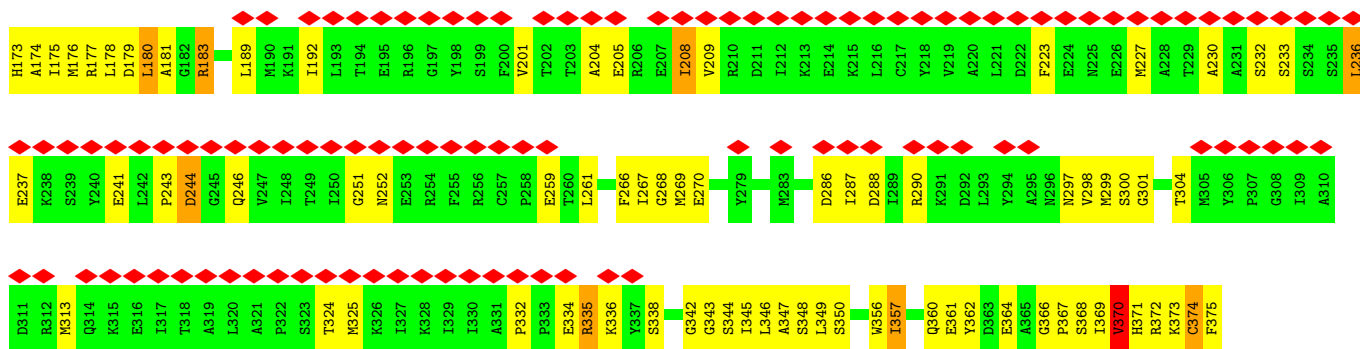 H173 A174 I175 M176 R177 L178 D179 L180 A181 G182 R183 L189 M190 K191 I192 L193 T194 E195 R196 G197 Y198 S199 F200 V201 T202 T203 A204 E205 R206 E207 I208 V209 R210 D211 I212 K213 E214 K215 L216 C217 Y218 V219 A220 L221 D222 F223 E224 N225 E226 M227 A228 T229 A230 A231 S232 S233 S234 S235 L236
E237 K238 S239 Y240 E241 L242 P243 D244 G245 Q246 V247 I248 T249 I250 G251 N252 E253 R254 F255 R256 C257 P258 E259 T260 L261 F266 I267 G268 M269 E270 Y279 M283 D286 I287 D288 I289 R290 K291 D292 L293 Y294 A295 N296 N297 V298 M299 S300 G301 T304 M305 Y306 P307 G308 I309 A310
D311 R312 M313 Q314 K315 E316 I317 T318 A319 L320 A321 P322 S323 T324 M325 K326 I327 K328 I329 I330 A331 P332 P333 E334 R335 K336 Y337 S338 G342 G343 S344 I345 L346 A347 S348 L349 S350 W356 I357 Q360 E361 Y362 D363 E364 A365 G366 P367 S368 I369 V370 H371 R372 K373 C374 F375